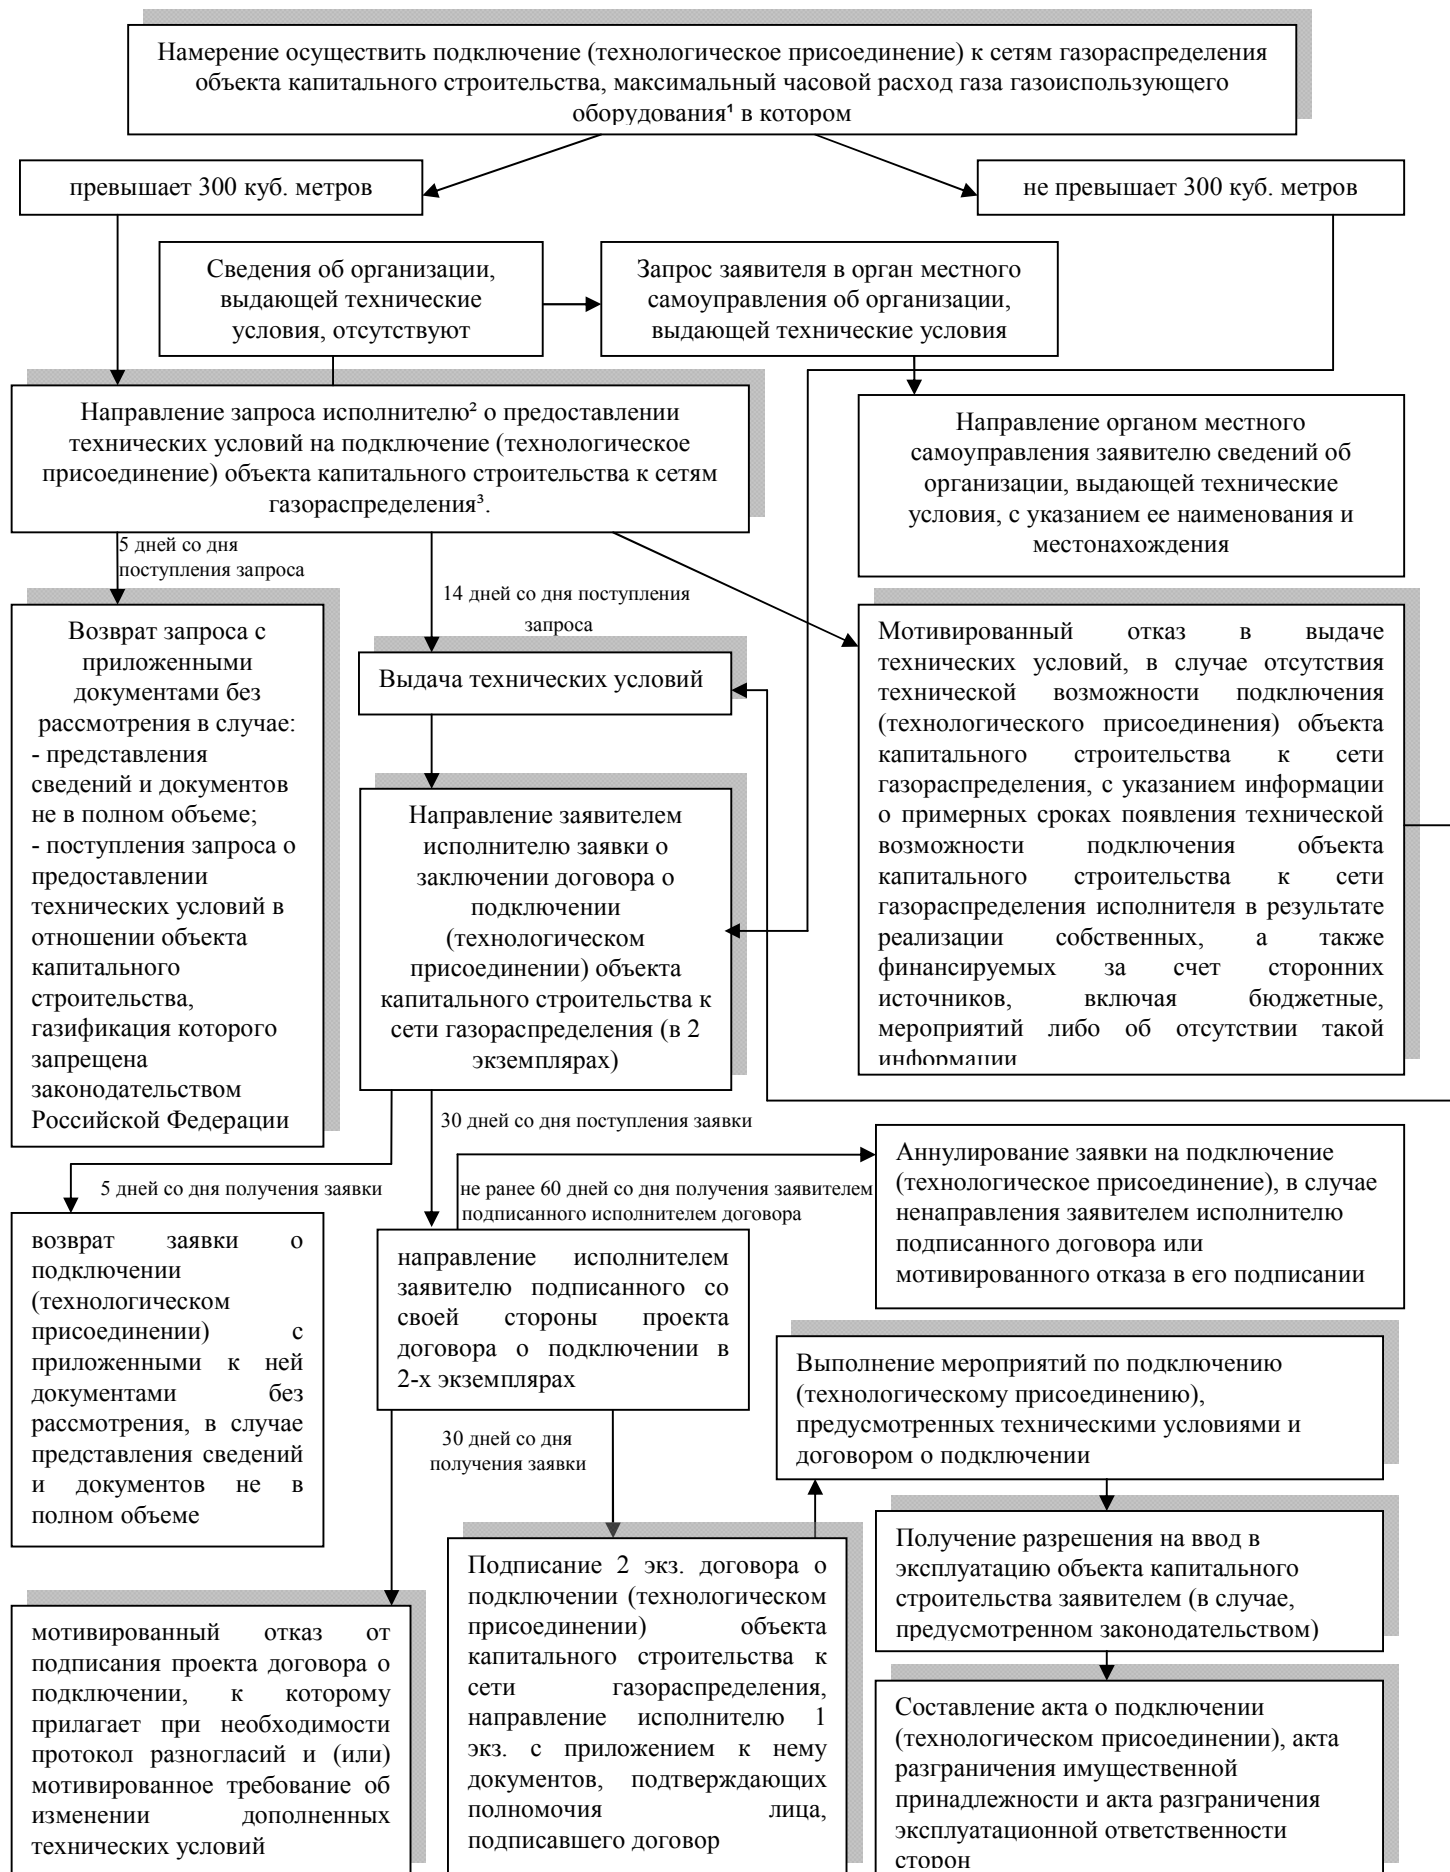 Намерение осуществить подключение (технологическое присоединение) к сетям газораспределения
объекта капитального строительства, максимальный часовой расход газа газоиспользующего
оборудования¹ в котором
превышает 300 куб. метров
не превышает 300 куб. метров
Сведения об организации,
выдающей технические
условия, отсутствуют
Запрос заявителя в орган местного
самоуправления об организации,
выдающей технические условия
Направление запроса исполнителю² о предоставлении
технических условий на подключение (технологическое
присоединение) объекта капитального строительства к сетям
газораспределения³.
Направление органом местного
самоуправления заявителю сведений об
организации, выдающей технические
условия, с указанием ее наименования и
местонахождения
5 дней со дня
поступления запроса
14 дней со дня поступления
запроса
Возврат запроса с
приложенными
документами без
рассмотрения в случае:
- представления
сведений и документов
не в полном объеме;
- поступления запроса о
предоставлении
технических условий в
отношении объекта
капитального
строительства,
газификация которого
запрещена
законодательством
Российской Федерации
Выдача технических условий
Мотивированный отказ в выдаче
технических условий, в случае отсутствия
технической возможности подключения
(технологического присоединения) объекта
капитального строительства к сети
газораспределения, с указанием информации
о примерных сроках появления технической
возможности подключения объекта
капитального строительства к сети
газораспределения исполнителя в результате
реализации собственных, а также
финансируемых за счет сторонних
источников, включая бюджетные,
мероприятий либо об отсутствии такой
информации
Направление заявителем
исполнителю заявки о
заключении договора о
подключении
(технологическом
присоединении) объекта
капитального строительства к
сети газораспределения (в 2
экземплярах)
30 дней со дня поступления заявки
5 дней со дня получения заявки
не ранее 60 дней со дня получения заявителем
подписанного исполнителем договора
Аннулирование заявки на подключение
(технологическое присоединение), в случае
ненаправления заявителем исполнителю
подписанного договора или
мотивированного отказа в его подписании
возврат заявки о
подключении
(технологическом
присоединении) с
приложенными к ней
документами без
рассмотрения, в случае
представления сведений
и документов не в
полном объеме
направление исполнителем
заявителю подписанного со
своей стороны проекта
договора о подключении в
2-х экземплярах
30 дней со дня
получения заявки
Выполнение мероприятий по подключению
(технологическому присоединению),
предусмотренных техническими условиями и
договором о подключении
Получение разрешения на ввод в
эксплуатацию объекта капитального
строительства заявителем (в случае,
предусмотренном законодательством)
мотивированный отказ от
подписания проекта договора о
подключении, к которому
прилагает при необходимости
протокол разногласий и (или)
мотивированное требование об
изменении дополненных
технических условий
Подписание 2 экз. договора о
подключении (технологическом
присоединении) объекта
капитального строительства к
сети газораспределения,
направление исполнителю 1
экз. с приложением к нему
документов, подтверждающих
полномочия лица,
подписавшего договор
Составление акта о подключении
(технологическом присоединении), акта
разграничения имущественной
принадлежности и акта разграничения
эксплуатационной ответственности
сторон